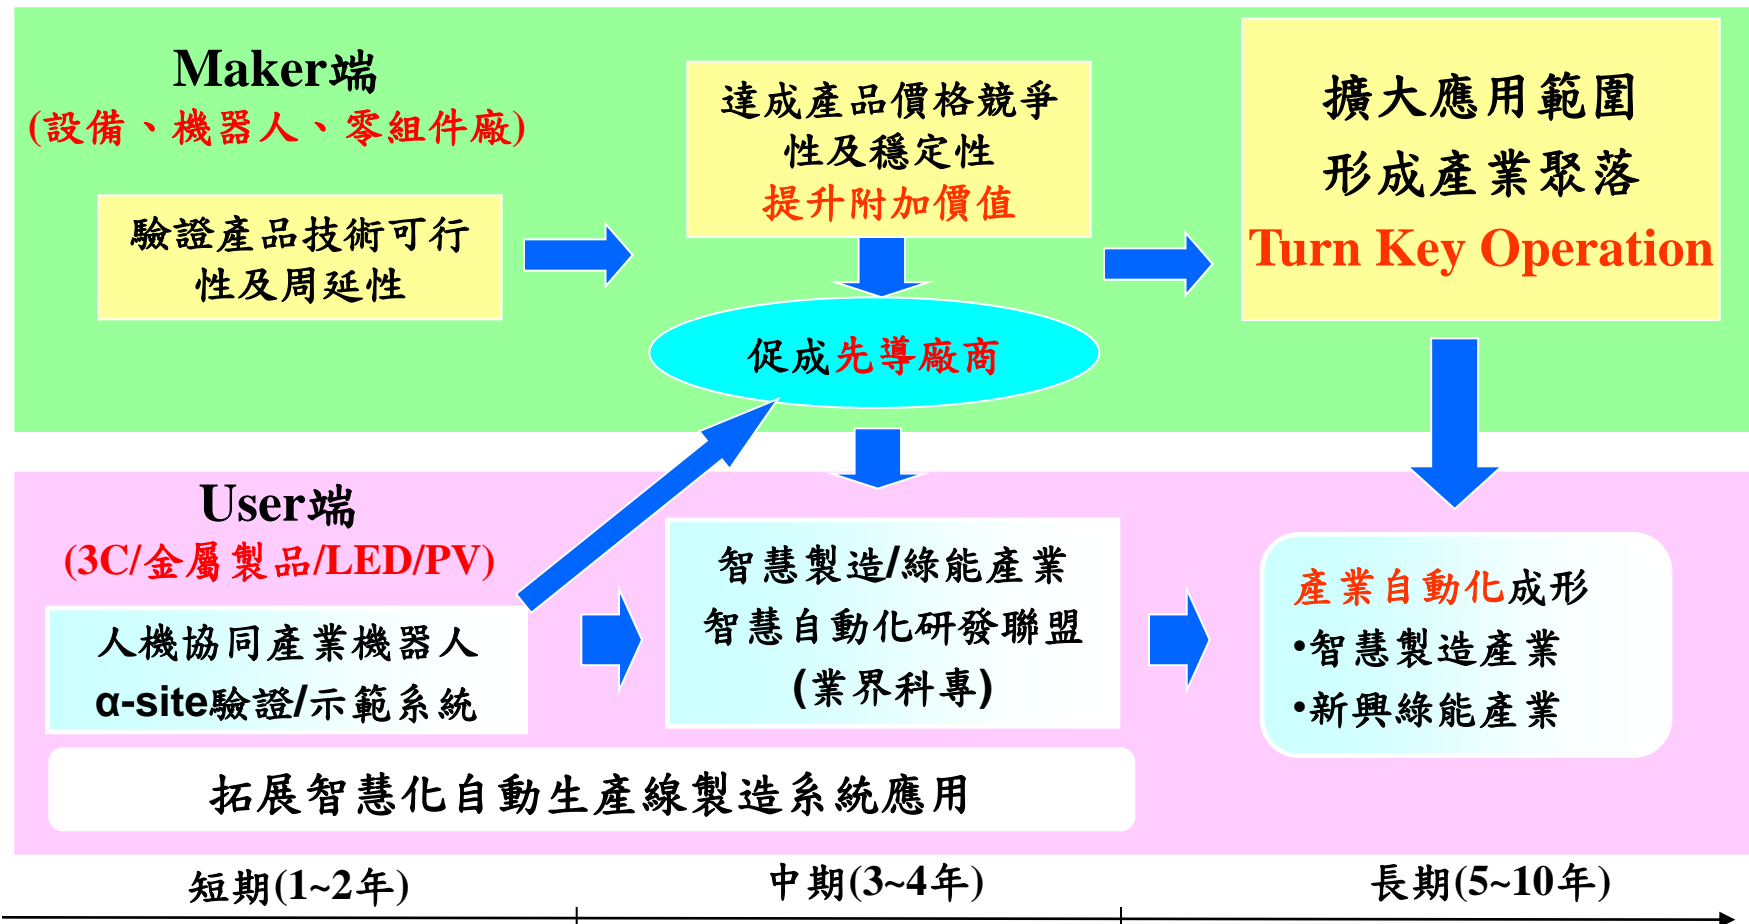 Maker端
(設備、機器人、零組件廠)
驗證產品技術可行
性及周延性
達成產品價格競爭
性及穩定性
提升附加價值
擴大應用範圍
形成產業聚落
Turn Key Operation
促成先導廠商
User端
(3C/金屬製品/LED/PV)
人機協同產業機器人
α-site驗證/示範系統
智慧製造/綠能產業
智慧自動化研發聯盟
(業界科專)
產業自動化成形
•智慧製造產業
•新興綠能產業
拓展智慧化自動生產線製造系統應用
短期(1~2年)
中期(3~4年)
長期(5~10年)